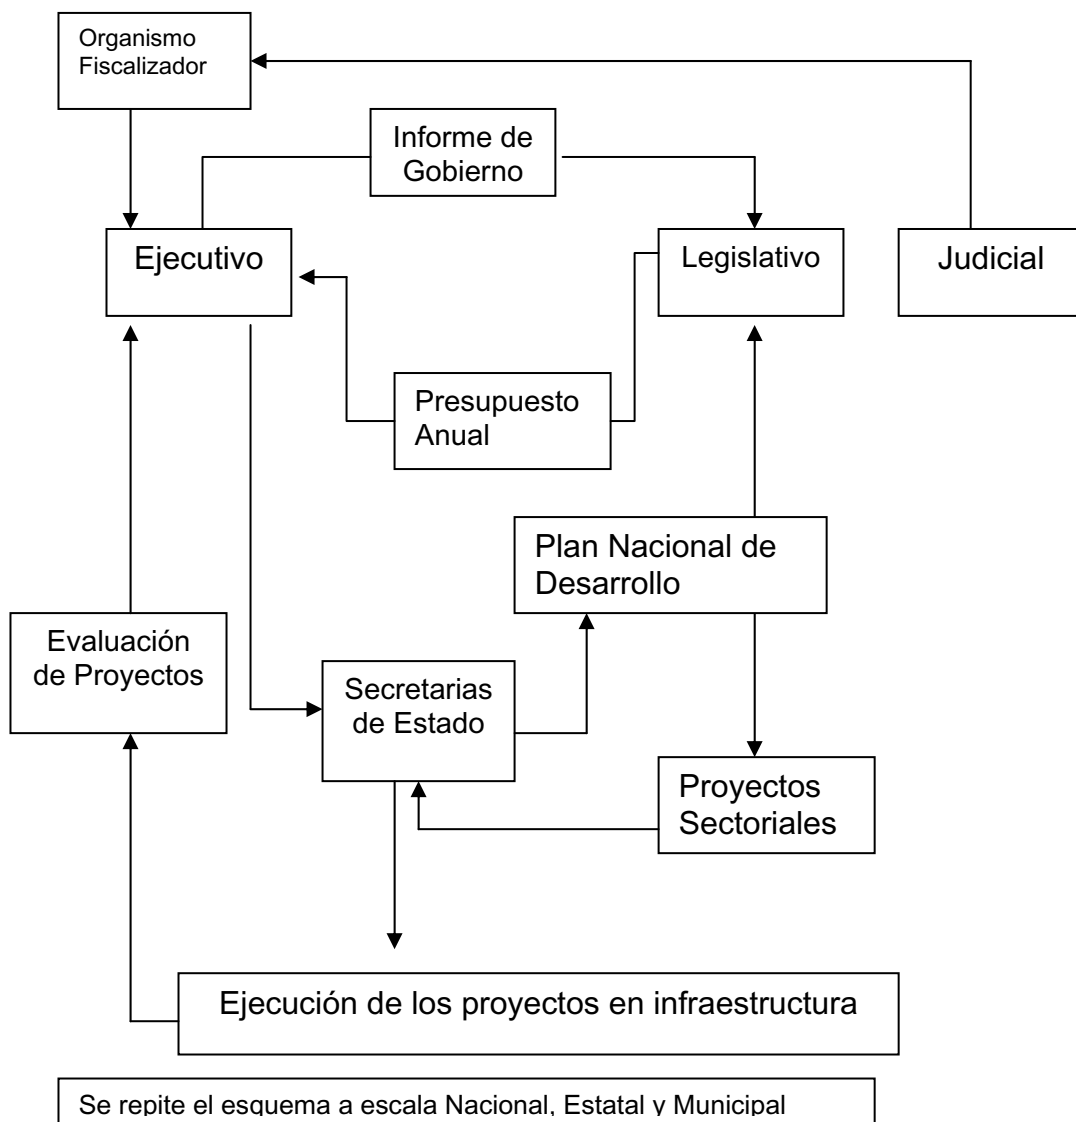 Organismo
Fiscalizador
Informe de
Gobierno
Ejecutivo
Legislativo
Judicial
Presupuesto
Anual
Plan Nacional de
Desarrollo
Evaluación
de Proyectos
Secretarias
de Estado
Proyectos
Sectoriales
Ejecución de los proyectos en infraestructura
Se repite el esquema a escala Nacional, Estatal y Municipal